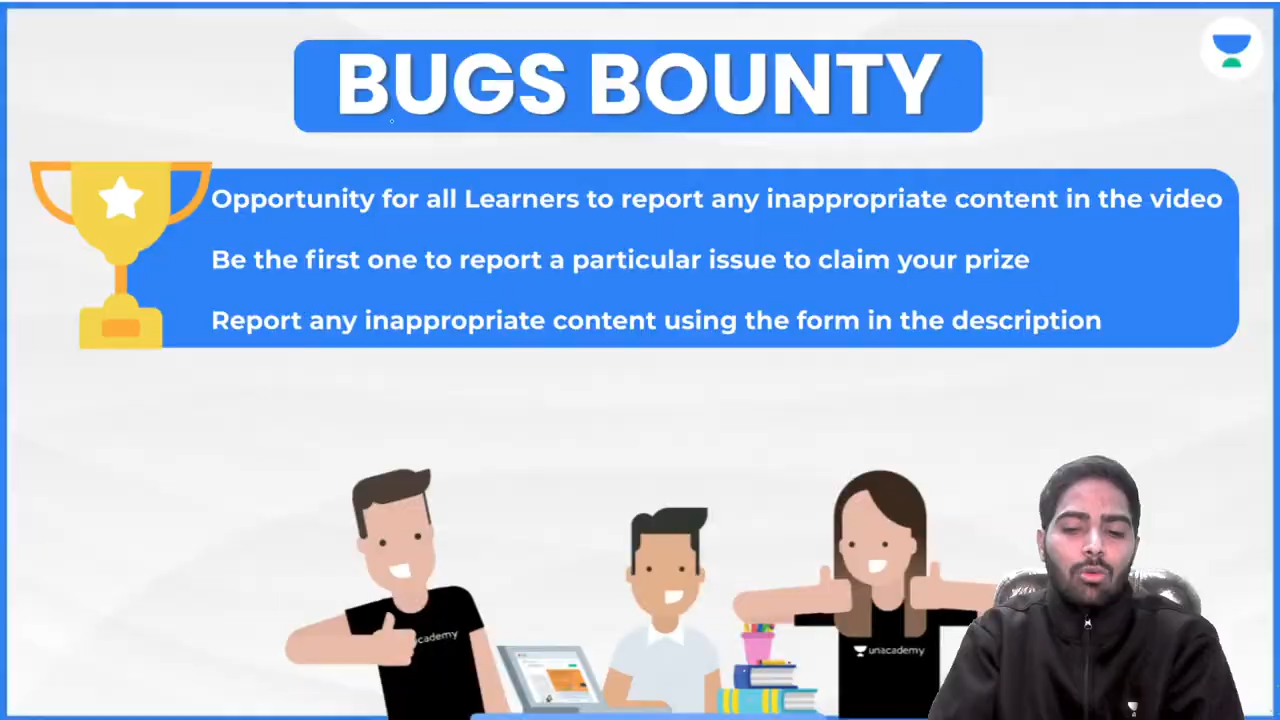 BUGS BOUNTY
Opportunity for all Learners to report any inappropriate content in the video
Be the first one to report a particular issue to claim your prize
Report any inappropriate content using the form in the description
unacademy